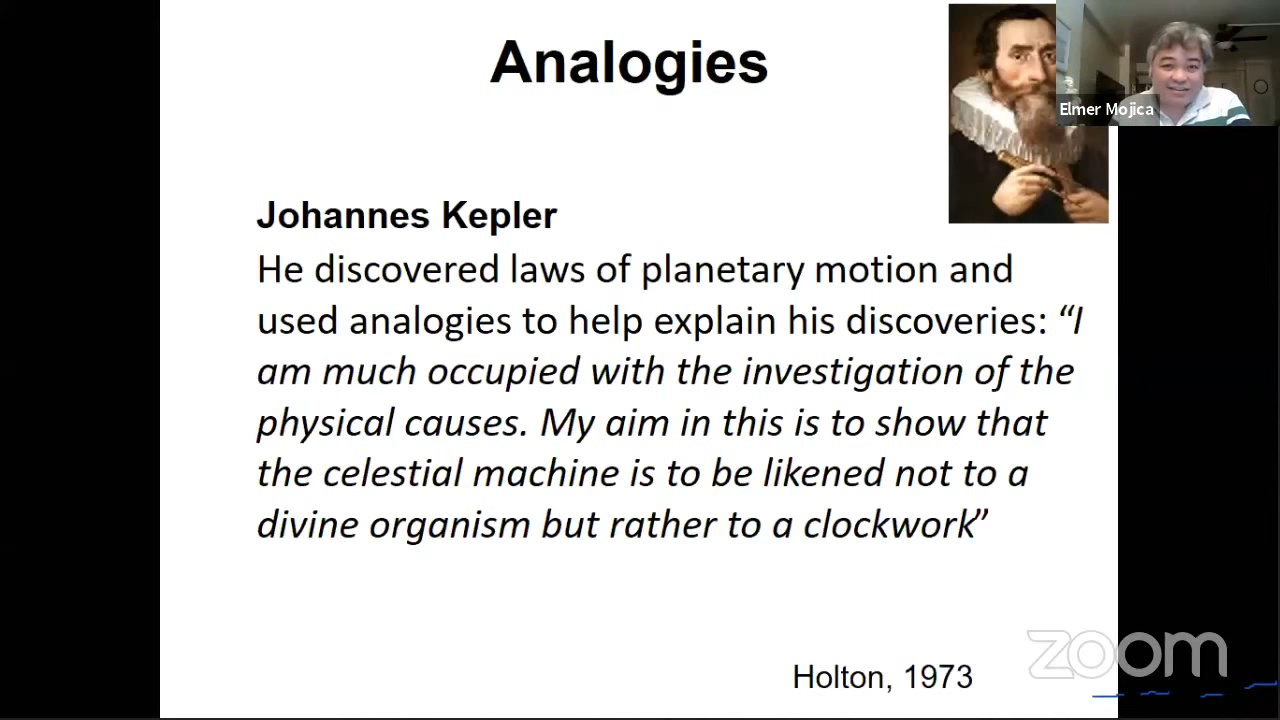 Analogies
Elmer Mojica
Johannes Kepler
He discovered laws of planetary motion and
used analogies to help explain his discoveries: “I
am much occupied with the investigation of the
physical causes. My aim in this is to show that
the celestial machine is to be likened not to a
divine organism but rather to a clockwork”
zoom
Holton, 1973